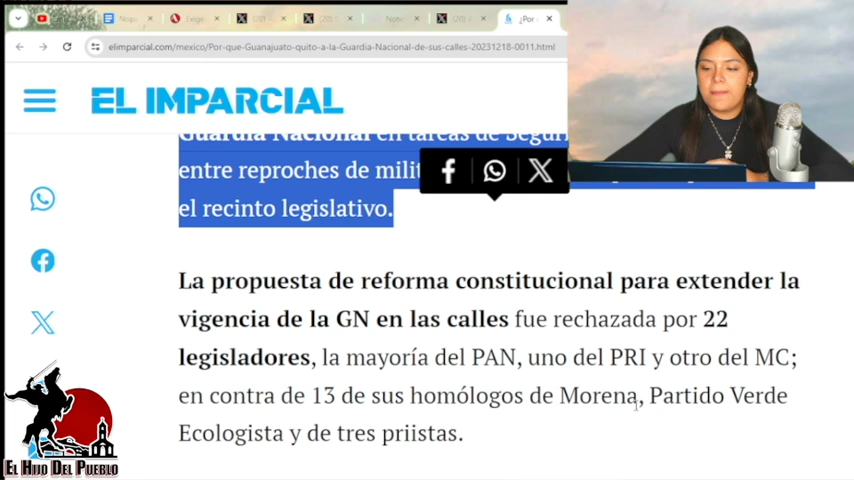 elimparcial.com/mexico/Por-que-Guanajuato-quito-a-la-Guardia-Nacional-de-sus-calles-20231218-0011.html
EL IMPARCIAL
Guardia Nacional en tareas de Segur
entre reproches de milit
el recinto legislativo.
La propuesta de reforma constitucional para extender la
vigencia de la GN en las calles fue rechazada por 22
legisladores, la mayoría del PAN, uno del PRI y otro del MC;
en contra de 13 de sus homólogos de Morena, Partido Verde
Ecologista y de tres priistas.
EL HIJO DEL PUEBLO